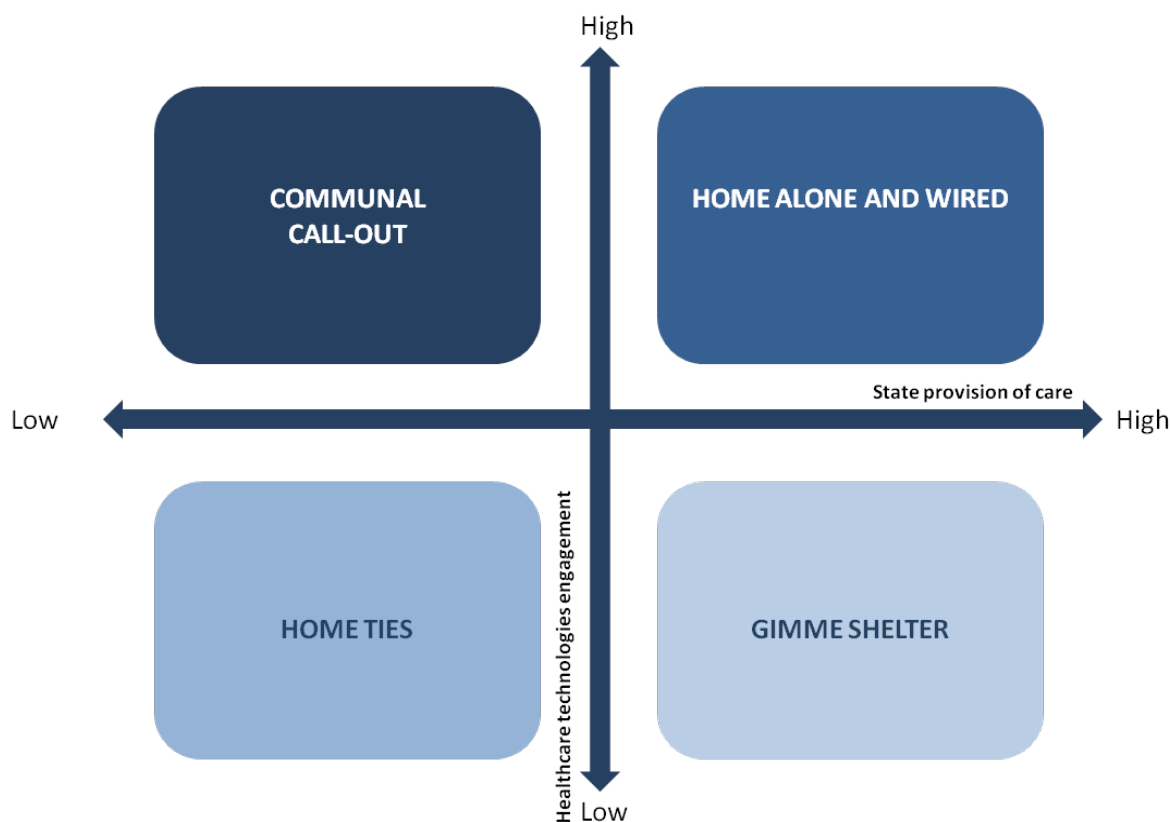 High
COMMUNAL
CALL-OUT
HOME ALONE AND WIRED
State provision of care
Low
High
Healthcare technologies engagement
HOME TIES
GIMME SHELTER
Low